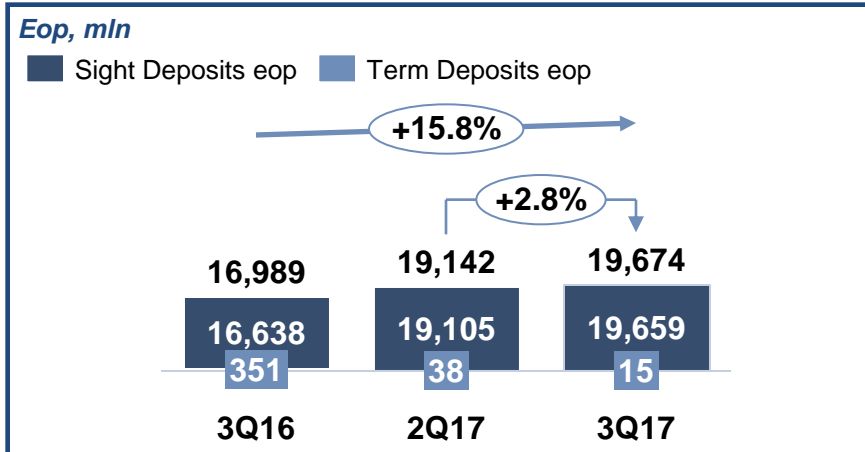 Eop, mln
Sight Deposits eop Term Deposits eop
+15.8%
+2.8%
16,989 19,142 19,674
16,638 19,105 19,659
351 38 15
3Q16 2Q17 3Q17